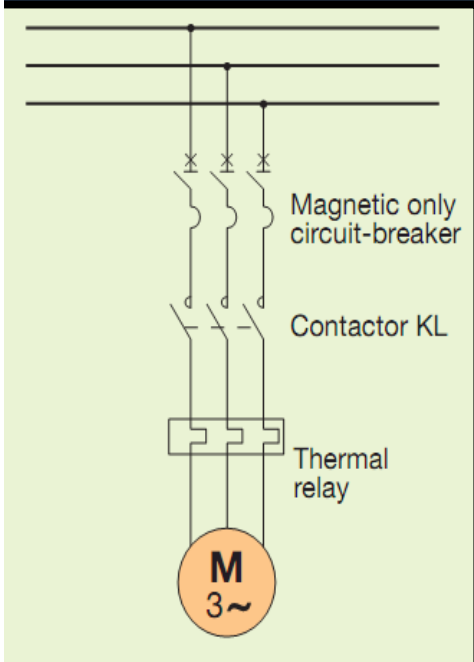 Magnetic only
circuit-breaker
Contactor KL
Thermal
relay
M
3~